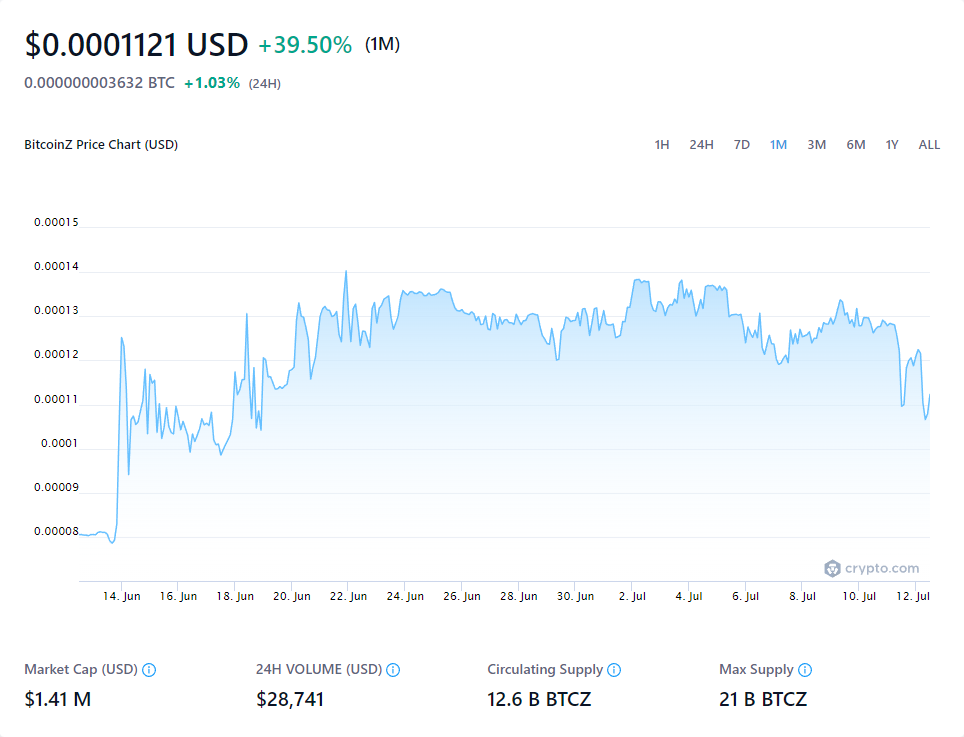 $0.0001121 USD +39.50% (1M)
0.000000003632 BTC +1.03% (24H)
BitcoinZ Price Chart (USD)
1H 24H 7D 1M 3M 6M 1Y ALL
0.00015
0.00014
0.00013
0.00012
0.00011
0.0001
0.00009
0.00008
crypto.com
14. Jun 16. Jun 18. Jun 20. Jun 22. Jun 24. Jun 26. Jun 28. Jun 30. Jun 2. Jul 4. Jul 6. Jul 8. Jul 10. Jul 12. Jul
Market Cap (USD) 24H VOLUME (USD) Circulating Supply Max Supply
$1.41 M $28,741 12.6 B BTCZ 21 B BTCZ